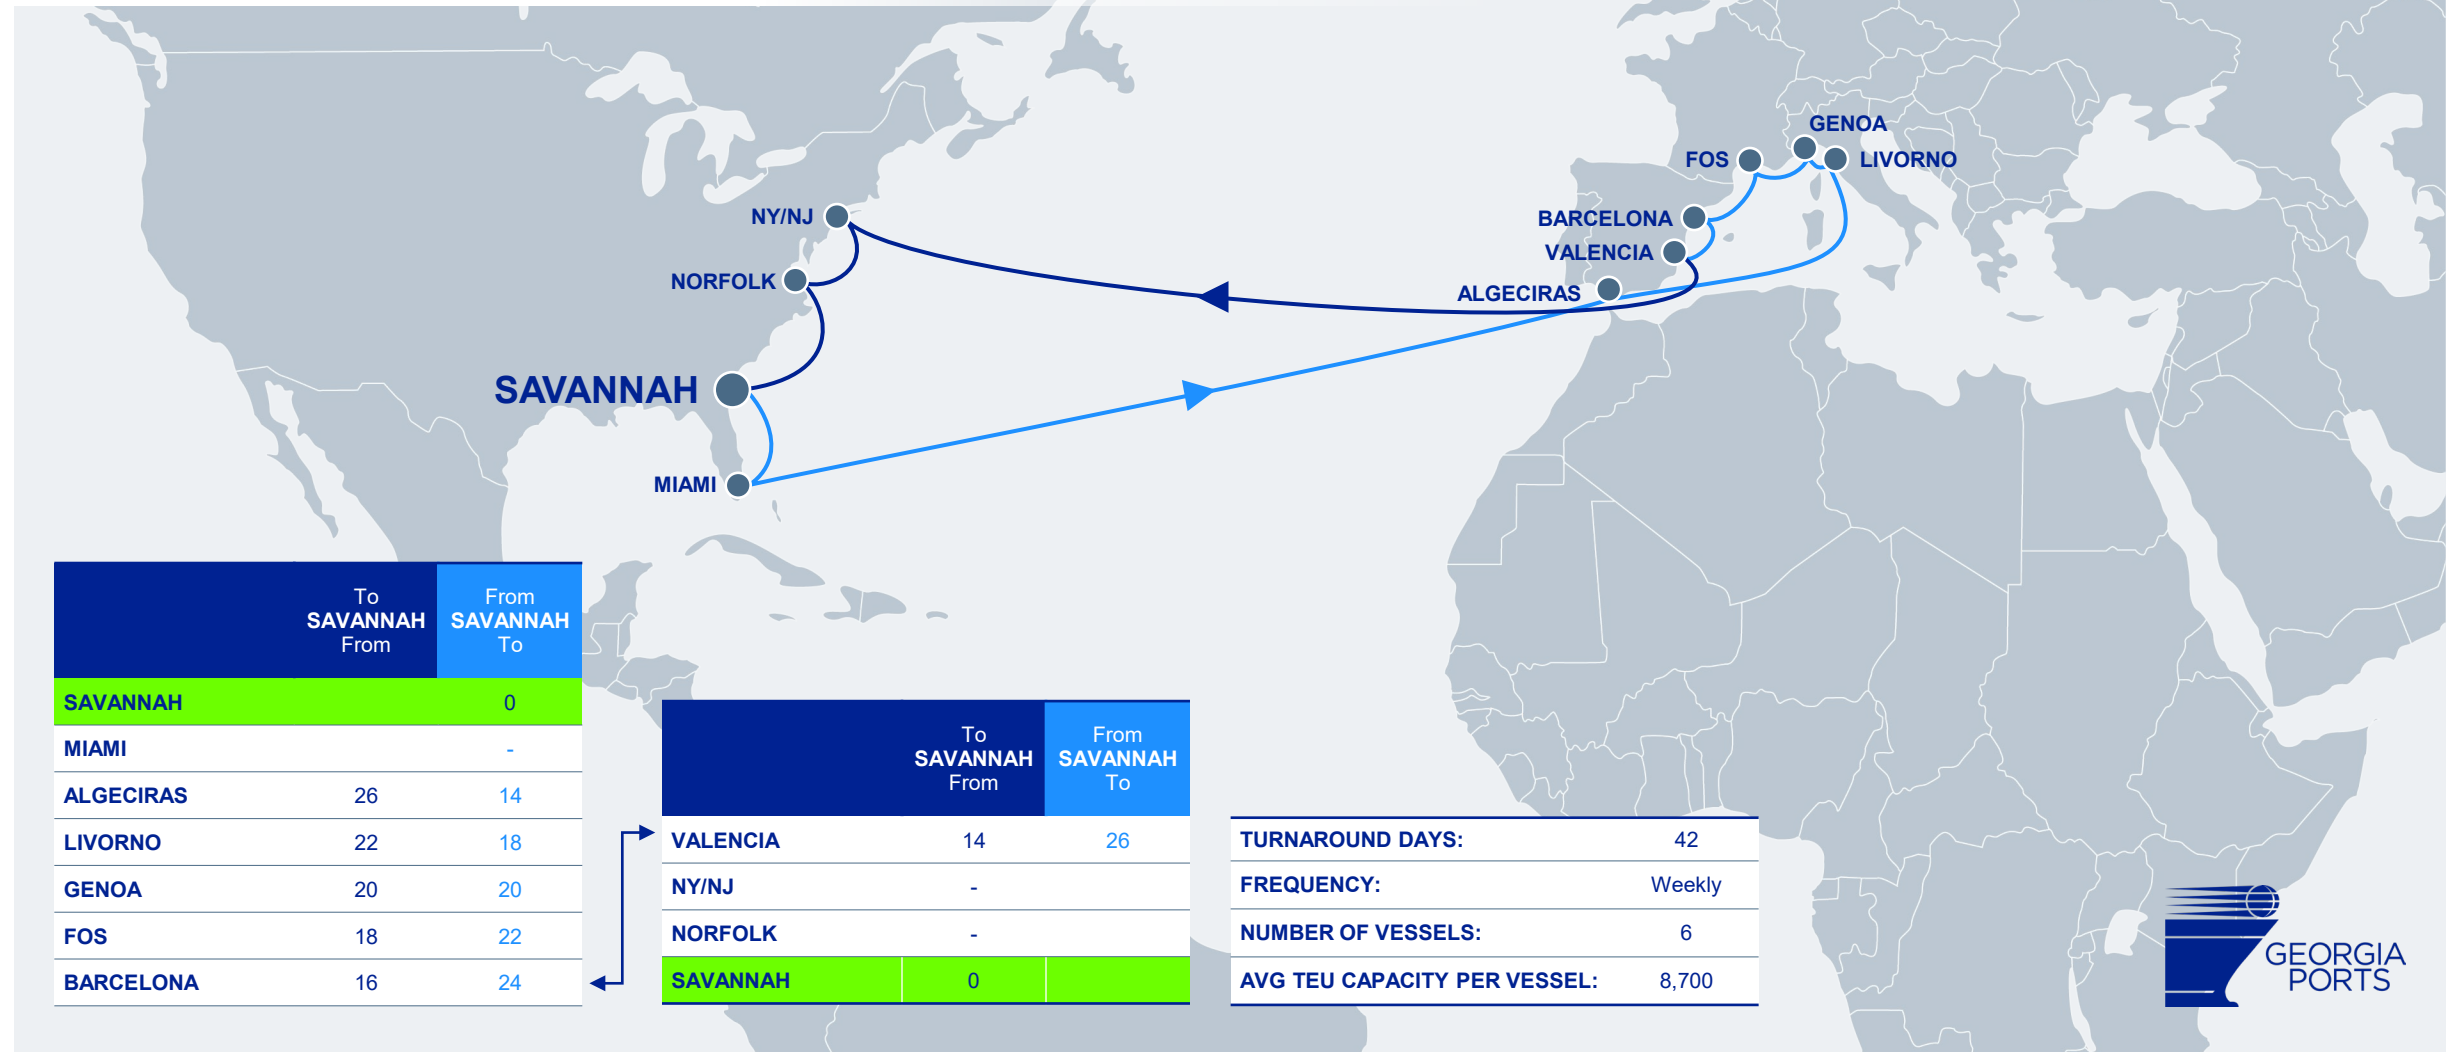 GENOA
FOS
LIVORNO
NY/NJ
BARCELONA
VALENCIA
NORFOLK
ALGECIRAS
SAVANNAH
MIAMI
To SAVANNAH From
From SAVANNAH To
SAVANNAH 0
MIAMI -
ALGECIRAS 26 14
LIVORNO 22 18
GENOA 20 20
FOS 18 22
BARCELONA 16 24
To SAVANNAH From
From SAVANNAH To
VALENCIA 14 26
NY/NJ -
NORFOLK -
SAVANNAH 0
TURNAROUND DAYS: 42
FREQUENCY: Weekly
NUMBER OF VESSELS: 6
AVG TEU CAPACITY PER VESSEL: 8,700
GEORGIA
PORTS